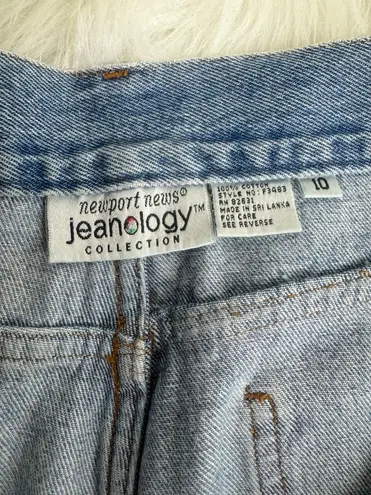 newport news®
jeanology™
COLLECTION
100% COTTON
STYLE NO: F3463
RN 92631
MADE IN SRI LANKA
FOR CARE
SEE REVERSE
10